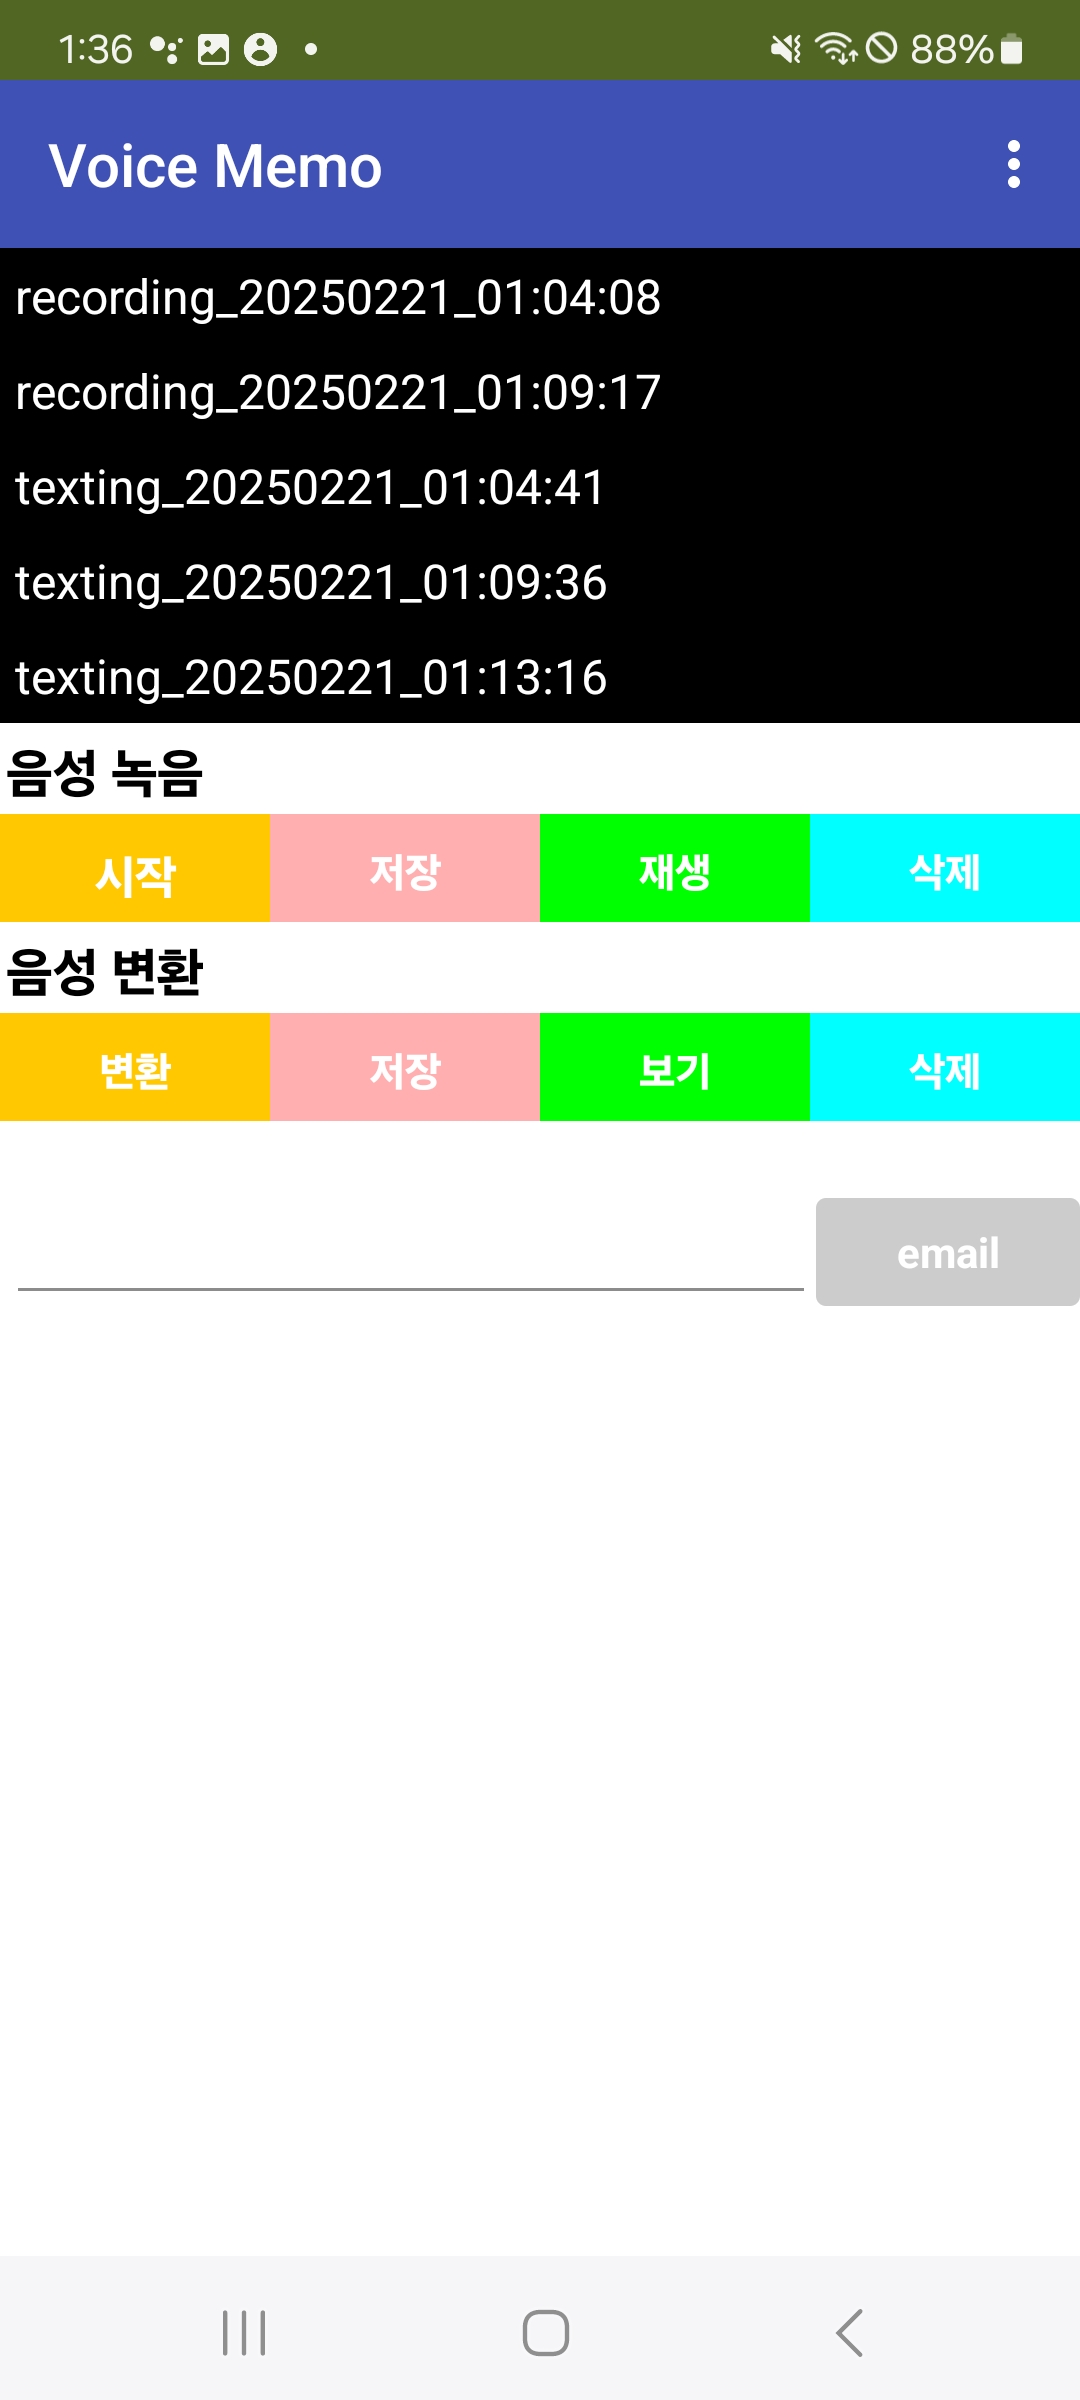 1:36 88%
Voice Memo
recording_20250221_01:04:08
recording_20250221_01:09:17
texting_20250221_01:04:41
texting_20250221_01:09:36
texting_20250221_01:13:16
음성 녹음
시작 저장 재생 삭제
음성 변환
변환 저장 보기 삭제
email